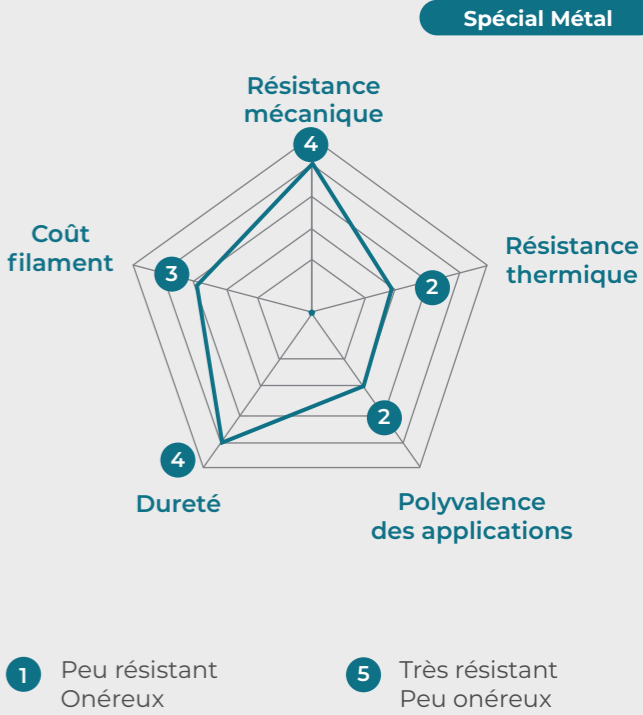 Spécial Métal
Résistance
mécanique
4
Coût
filament
3
Résistance
thermique
2
2
4
Dureté
Polyvalence
des applications
1
Peu résistant
Onéreux
5
Très résistant
Peu onéreux